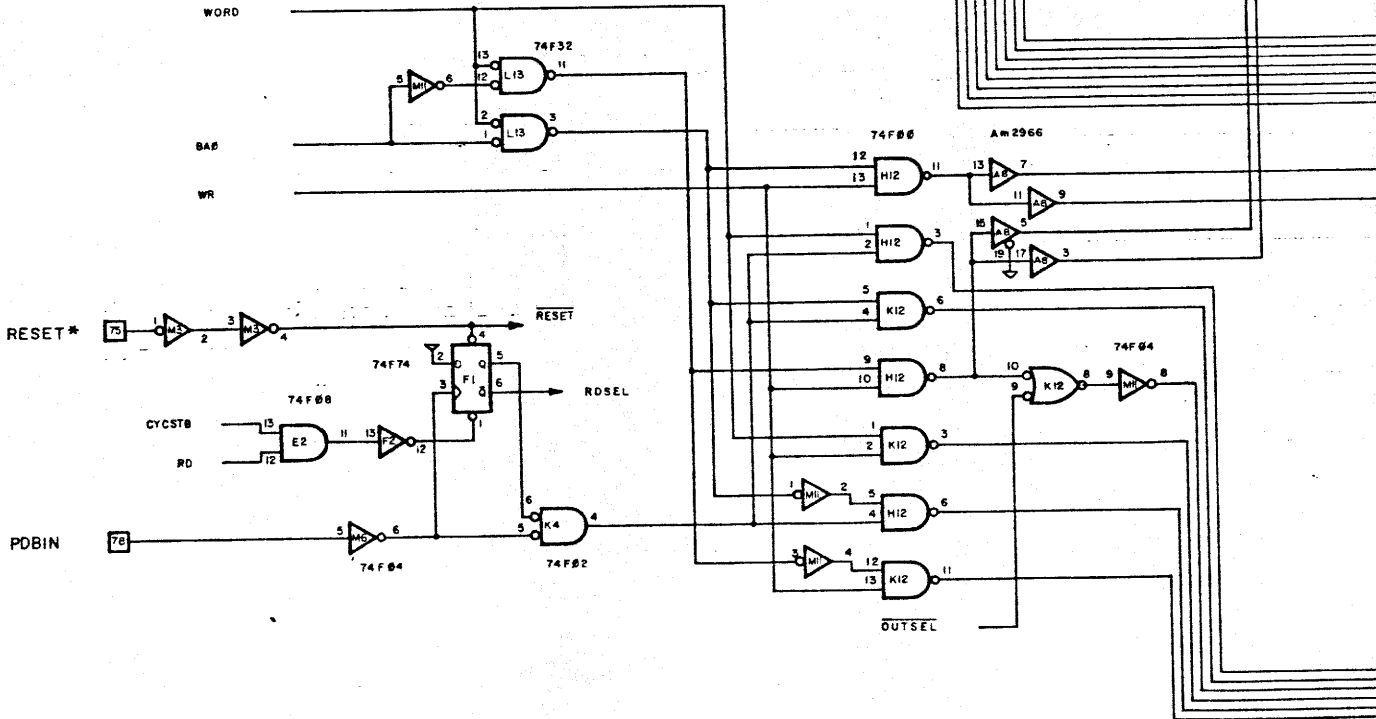 WORD
74F32
13
12
L13
11
5
M11
6
2
1
L13
3
BAØ
74FØØ
Am2966
12
13
H12
11
13
A8
7
11
A8
9
WR
1
2
H12
3
15
A8
5
19
17
A8
3
RESET*
75
1
M3
2
3
M3
4
RESET
5
4
K12
6
4
74F74
2
D
Q
5
3
F1
Q
6
1
RDSEL
9
10
H12
8
74FØ4
10
9
K12
8
9
M11
8
74FØ8
CYCSTB
13
E2
11
13
F2
12
RD
12
1
2
K12
3
1
M11
2
5
4
H12
6
PDBIN
78
5
M6
6
74FØ4
6
5
K4
4
74FØ2
3
M11
4
12
13
K12
11
OUTSEL